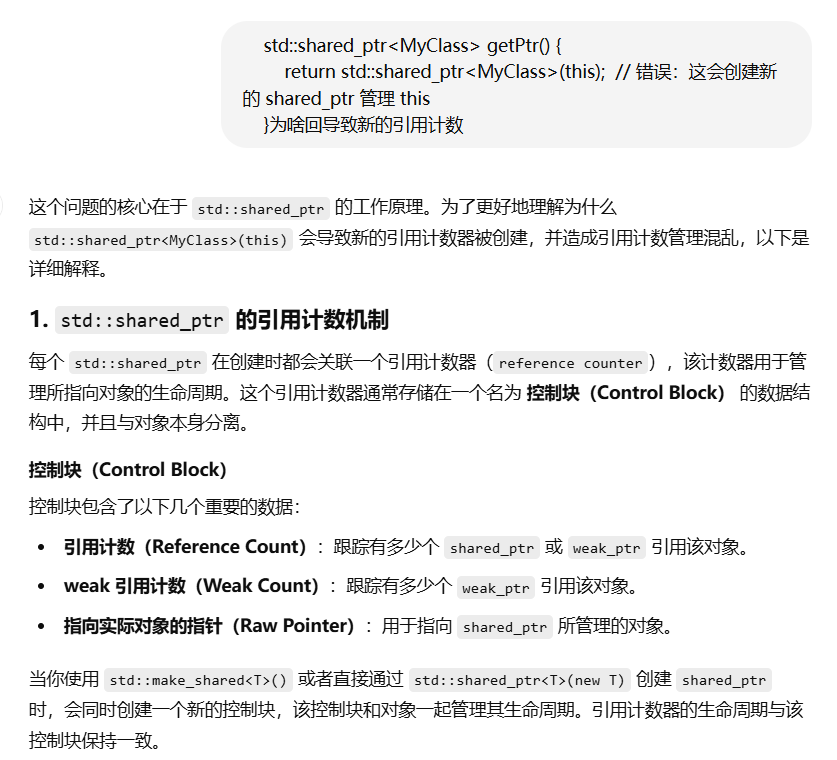 std::shared_ptr<MyClass> getPtr() {
return std::shared_ptr<MyClass>(this);  // 错误：这会创建新
的 shared_ptr 管理 this
}为啥回导致新的引用计数
这个问题的核心在于 std::shared_ptr 的工作原理。为了更好地理解为什么
std::shared_ptr<MyClass>(this) 会导致新的引用计数器被创建，并造成引用计数管理混乱，以下是
详细解释。
1. std::shared_ptr 的引用计数机制
每个 std::shared_ptr 在创建时都会关联一个引用计数器（reference counter），该计数器用于管
理所指向对象的生命周期。这个引用计数器通常存储在一个名为 控制块（Control Block） 的数据结
构中，并且与对象本身分离。
控制块（Control Block）
控制块包含了以下几个重要的数据：
• 引用计数（Reference Count）：跟踪有多少个 shared_ptr 或 weak_ptr 引用该对象。
• weak 引用计数（Weak Count）：跟踪有多少个 weak_ptr 引用该对象。
• 指向实际对象的指针（Raw Pointer）：用于指向 shared_ptr 所管理的对象。
当你使用 std::make_shared<T>() 或者直接通过 std::shared_ptr<T>(new T) 创建 shared_ptr
时，会同时创建一个新的控制块，该控制块和对象一起管理其生命周期。引用计数器的生命周期与该
控制块保持一致。